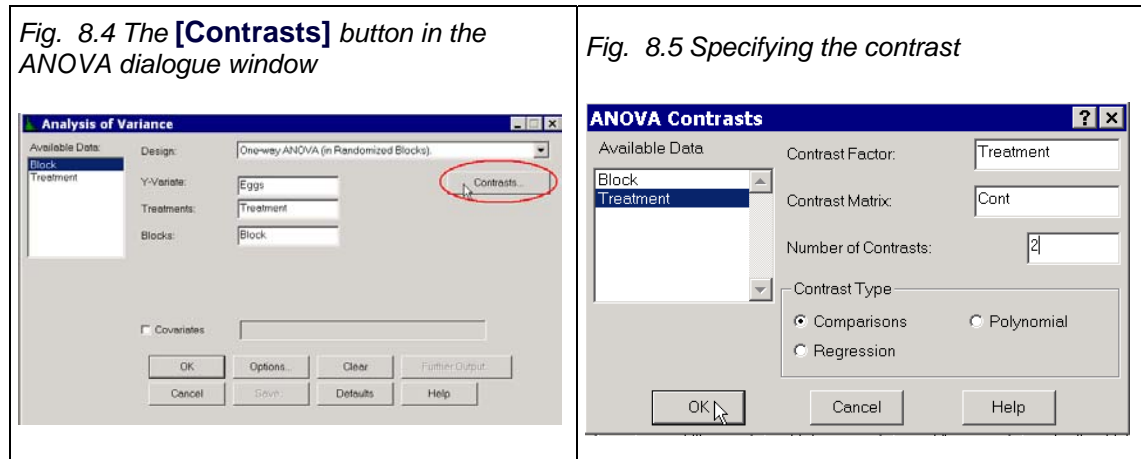 Fig. 8.4 The [Contrasts] button in the
ANOVA dialogue window
Analysis of Variance
Available Data:
Block
Treatment
Design:
One-way ANOVA (in Randomized Blocks).
Y-Variate:
Eggs
Contrasts...
Treatments:
Treatment
Blocks:
Block
Covariates
OK
Options...
Clear
Further Output...
Cancel
Save...
Defaults
Help
Fig. 8.5 Specifying the contrast
ANOVA Contrasts
Available Data
Block
Treatment
Contrast Factor:
Treatment
Contrast Matrix:
Cont
Number of Contrasts:
2
Contrast Type
Comparisons
Polynomial
Regression
OK
Cancel
Help